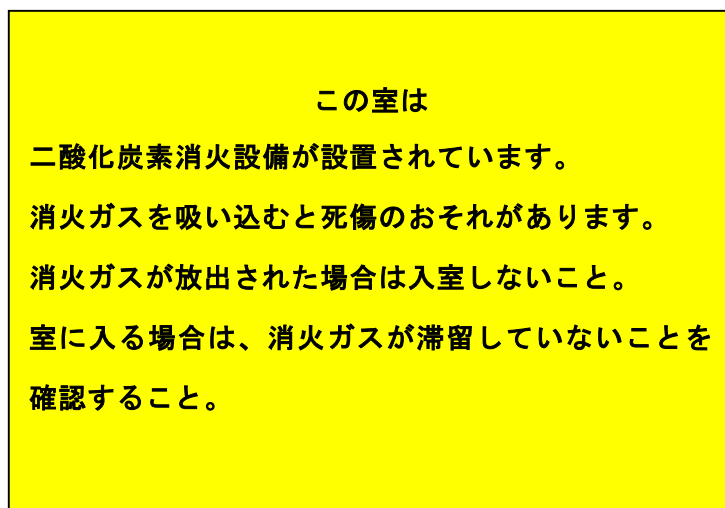 この室は
二酸化炭素消火設備が設置されています。
消火ガスを吸い込むと死傷のおそれがあります。
消火ガスが放出された場合は入室しないこと。
室に入る場合は、消火ガスが滞留していないことを
確認すること。